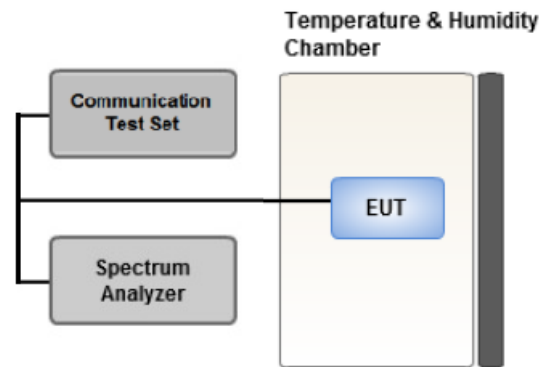 Temperature & Humidity
Chamber
Communication
Test Set
EUT
Spectrum
Analyzer